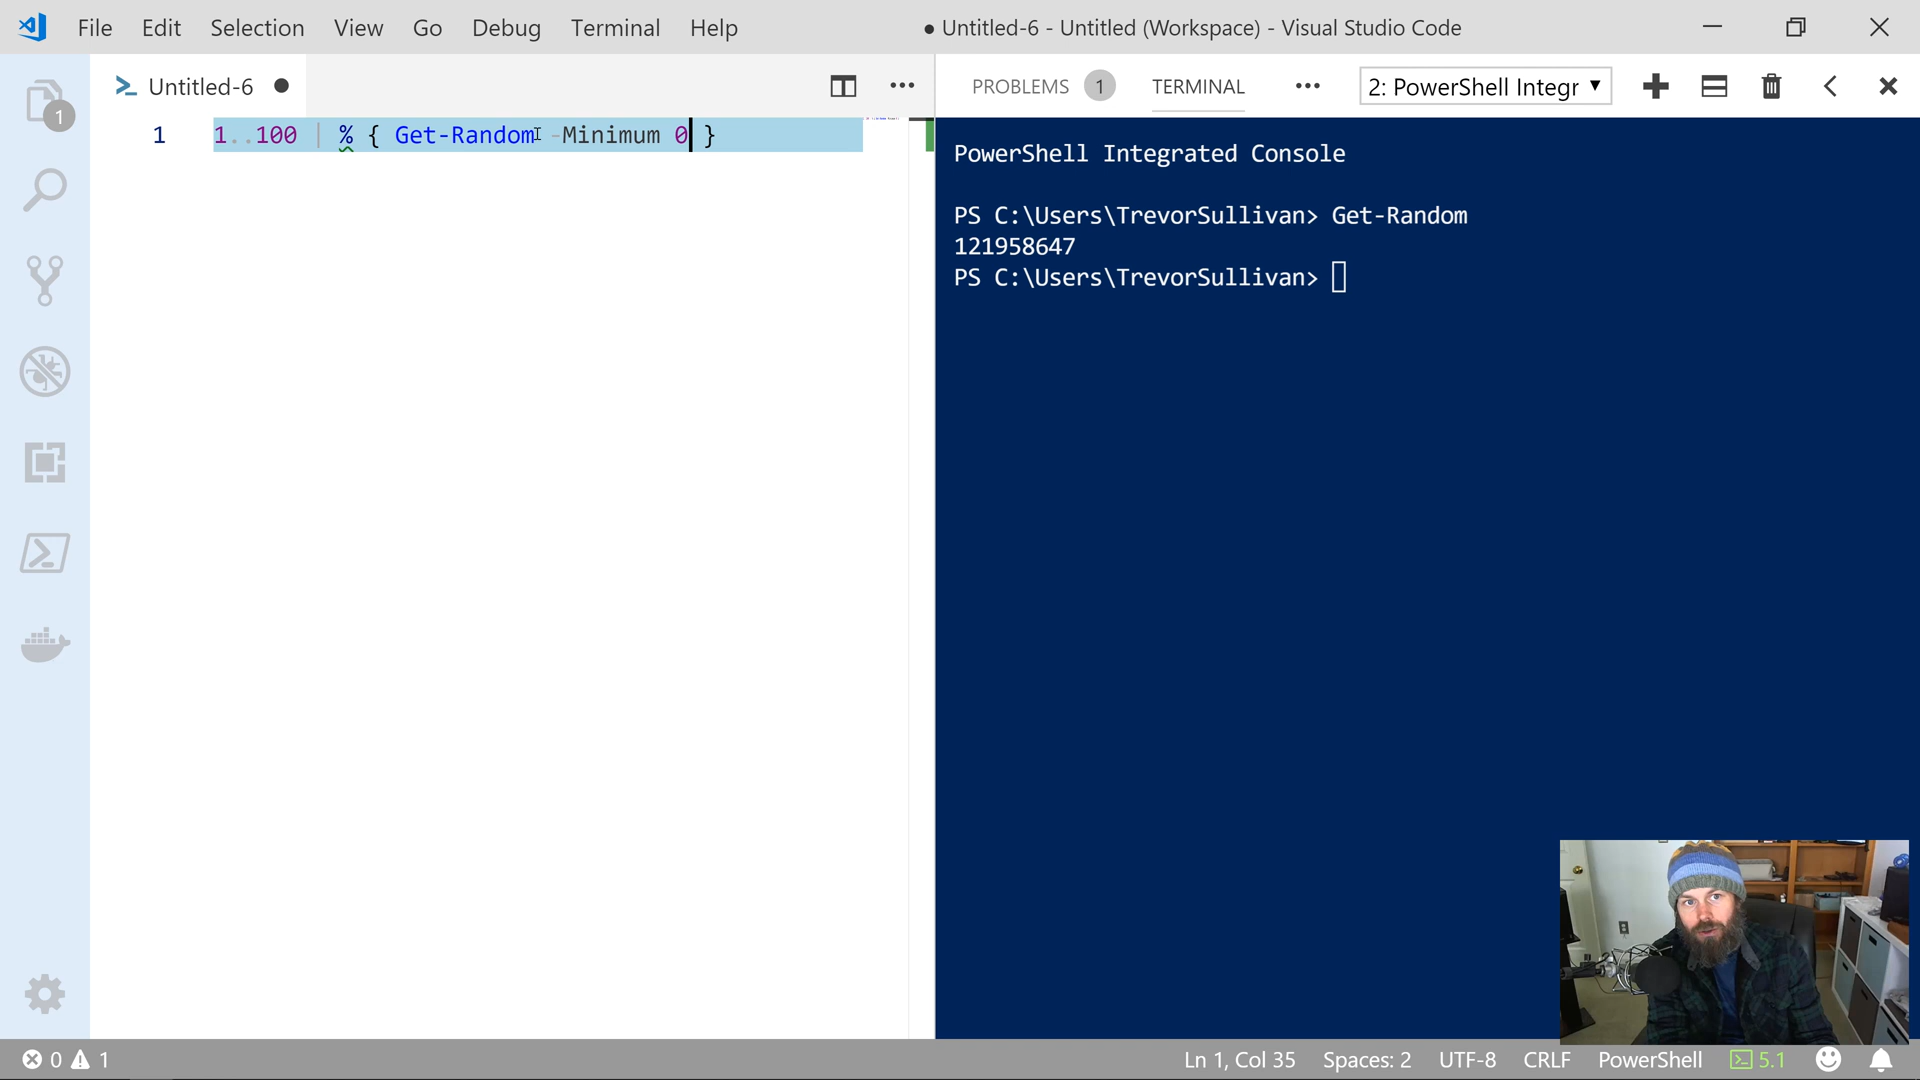 File Edit Selection View Go Debug Terminal Help
● Untitled-6 - Untitled (Workspace) - Visual Studio Code
Untitled-6 ●
1 1..100 | % { Get-Random -Minimum 0 }
PROBLEMS 1 TERMINAL ••• 2: PowerShell Integr
PowerShell Integrated Console
PS C:\Users\TrevorSullivan> Get-Random
121958647
PS C:\Users\TrevorSullivan>
1
0 1
Ln 1, Col 35 Spaces: 2 UTF-8 CRLF PowerShell 5.1